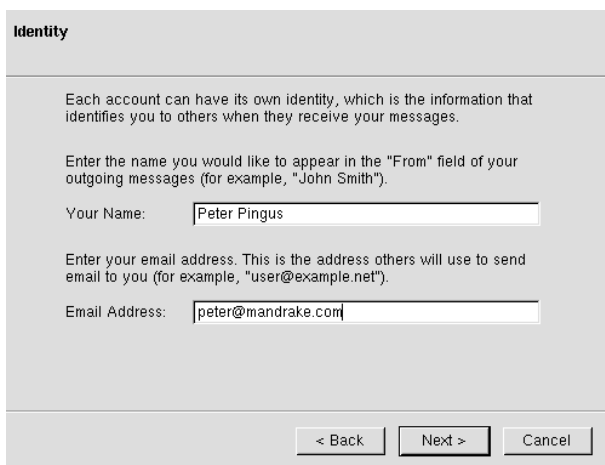 Identity
Each account can have its own identity, which is the information that
identifies you to others when they receive your messages.
Enter the name you would like to appear in the "From" field of your
outgoing messages (for example, "John Smith").
Your Name: Peter Pingus
Enter your email address. This is the address others will use to send
email to you (for example, "user@example.net").
Email Address: peter@mandrake.com
< Back Next > Cancel